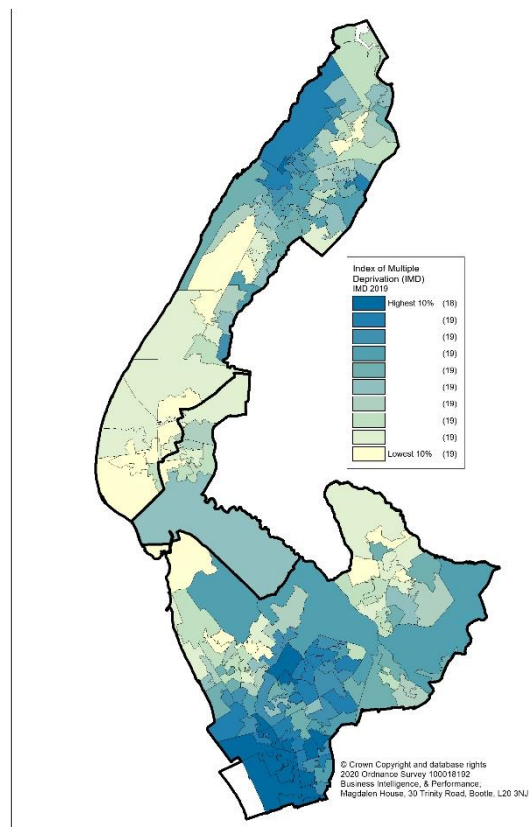 Index of Multiple
Deprivation (IMD)
IMD 2019
Highest 10% (18)
(19)
(19)
(19)
(19)
(19)
(19)
(19)
(19)
Lowest 10% (19)
© Crown Copyright and database rights
2020 Ordnance Survey 100018192
Business Intelligence, & Performance,
Magdalen House, 30 Trinity Road, Bootle, L20 3NJ